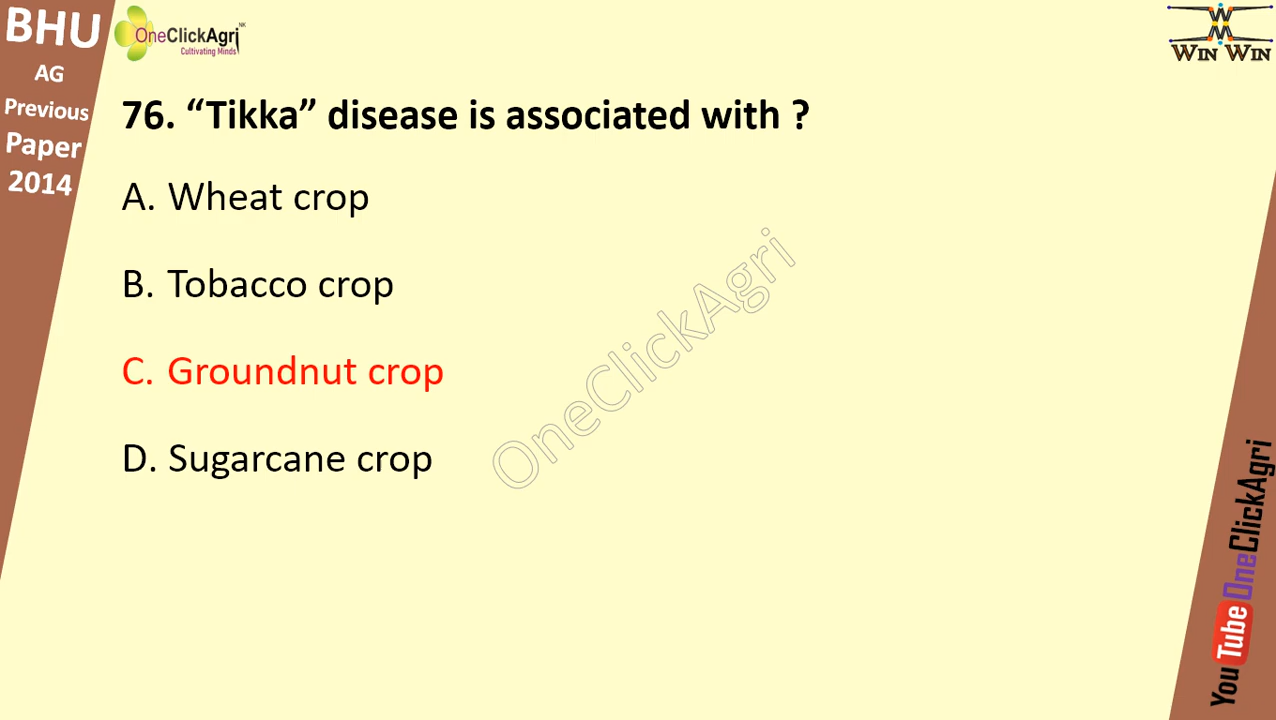 BHU
AG
Previous
Paper
2014
OneClickAgri
NK
Cultivating Minds
WIN WIN
76. “Tikka” disease is associated with ?
A. Wheat crop
B. Tobacco crop
C. Groundnut crop
D. Sugarcane crop
OneClickAgri
YouTube OneClickAgri